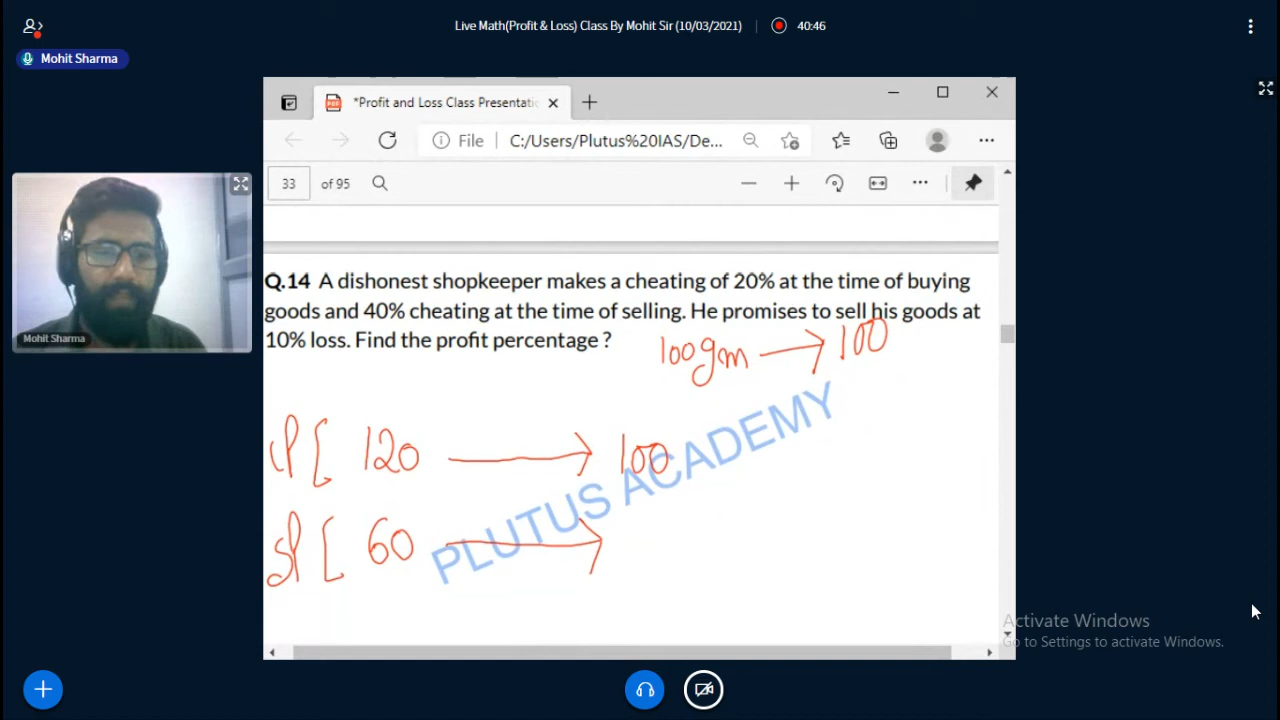 Live Math(Profit & Loss) Class By Mohit Sir (10/03/2021)
40:46
Mohit Sharma
*Profit and Loss Class Presentatic
File
C:/Users/Plutus%20IAS/De...
33 of 95
Q.14 A dishonest shopkeeper makes a cheating of 20% at the time of buying
goods and 40% cheating at the time of selling. He promises to sell his goods at
10% loss. Find the profit percentage ?
100gm → 100
CP [ 120 → 100
SP [ 60 →
PLUTUS ACADEMY
Mohit Sharma
Activate Windows
Go to Settings to activate Windows.